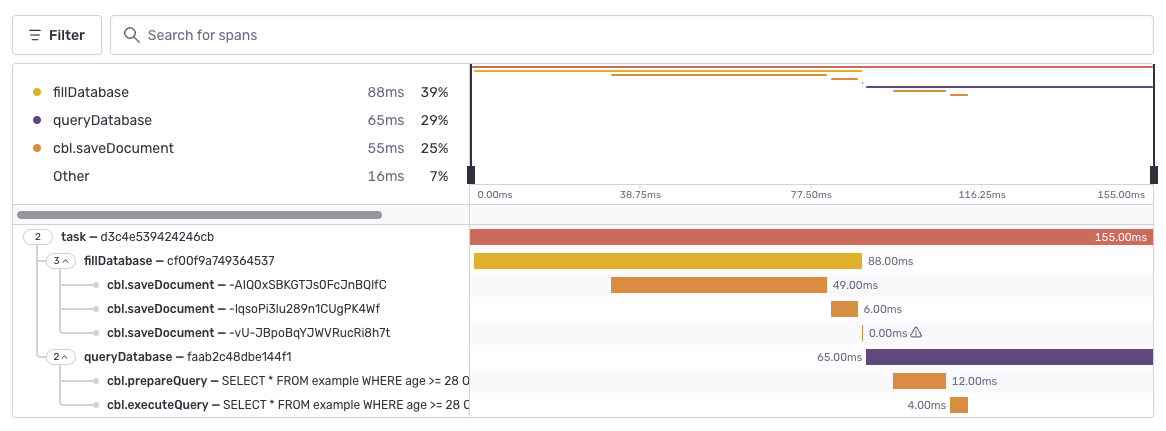 Filter
Search for spans
fillDatabase 88ms 39%
queryDatabase 65ms 29%
cbl.saveDocument 55ms 25%
Other 16ms 7%
0.00ms 38.75ms 77.50ms 116.25ms 155.00ms
2 task — d3c4e539424246cb 155.00ms
3 fillDatabase — cf00f9a749364537 88.00ms
cbl.saveDocument — -AIQ0xSBKGTJs0FcJnBQIfC 49.00ms
cbl.saveDocument — -IqsoPi3Iu289n1CUgPK4Wf 6.00ms
cbl.saveDocument — -vU-JBpoBqYJWVRucRi8h7t 0.00ms
2 queryDatabase — faab2c48dbe144f1 65.00ms
cbl.prepareQuery — SELECT * FROM example WHERE age >= 28 O 12.00ms
cbl.executeQuery — SELECT * FROM example WHERE age >= 28 O 4.00ms